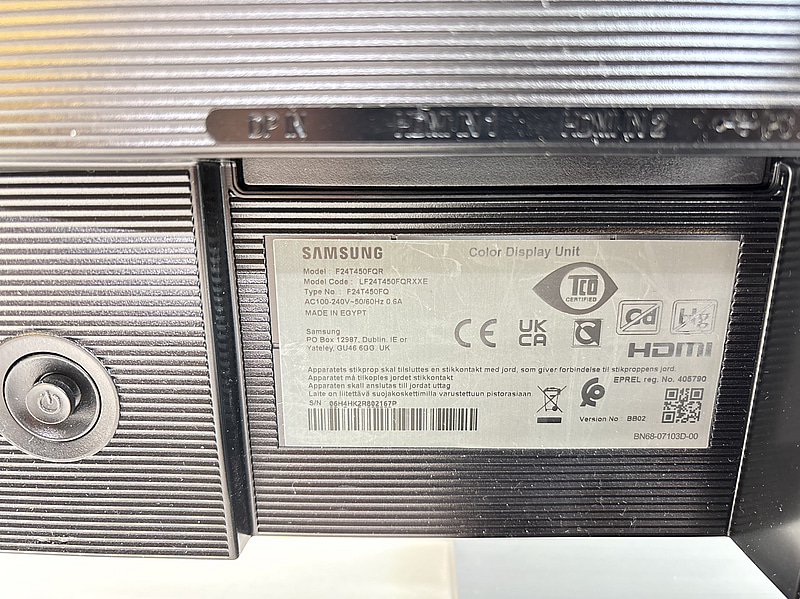 DP IN HDMI IN 1 HDMI IN 2
SAMSUNG
Color Display Unit
Model : F24T450FQR
Model Code : LF24T450FQRXXE
Type No. : F24T450FQ
AC100-240V~50/60Hz 0.6A
MADE IN EGYPT
TCO
CERTIFIED
Samsung
PO Box 12987, Dublin. IE or
Yateley, GU46 6GG. UK
CE
UK
CA
Cd
Hg
HDMI
Apparatets stikprop skal tilsluttes en stikkontakt med jord, som giver forbindelse til stikproppens jord.
Apparatet må tilkoples jordet stikkontakt
Apparaten skall anslutas till jordat uttag
Laite on liitettävä suojakoskettimilla varustettuun pistorasiaan
EPREL reg. No. 405790
S/N : 06H4HK2R802167P
Version No : BB02
BN68-07103D-00